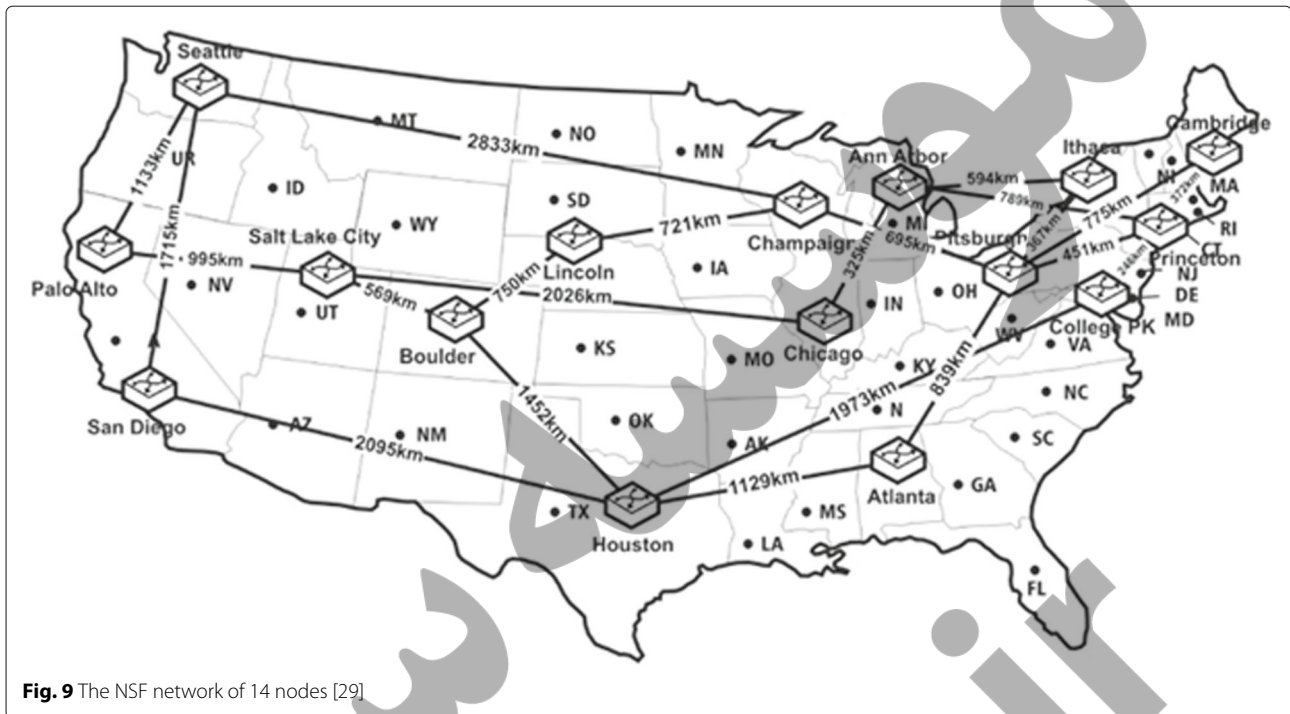 Seattle
MT
NO
MN
Cambridge
Ithaca
Ann Arbor
2833km
1133km
UR
ID
SD
WY
594km
789km
NI
372km
MA
775km
RI
MI
Champaign
721km
695km
Pitsburgh
367km
451km
CT
Princeton
1715km
Salt Lake City
995km
Palo Alto
NV
Lincoln
IA
325km
246km
NJ
DE
MD
569km
750km
2026km
UT
IN
OH
College PK
WV
VA
Boulder
KS
MO
Chicago
KY
839km
San Diego
AZ
NM
2095km
1452km
OK
1973km
N
NC
AK
SC
1129km
Atlanta
GA
TX
Houston
MS
LA
FL
Fig. 9 The NSF network of 14 nodes [29]